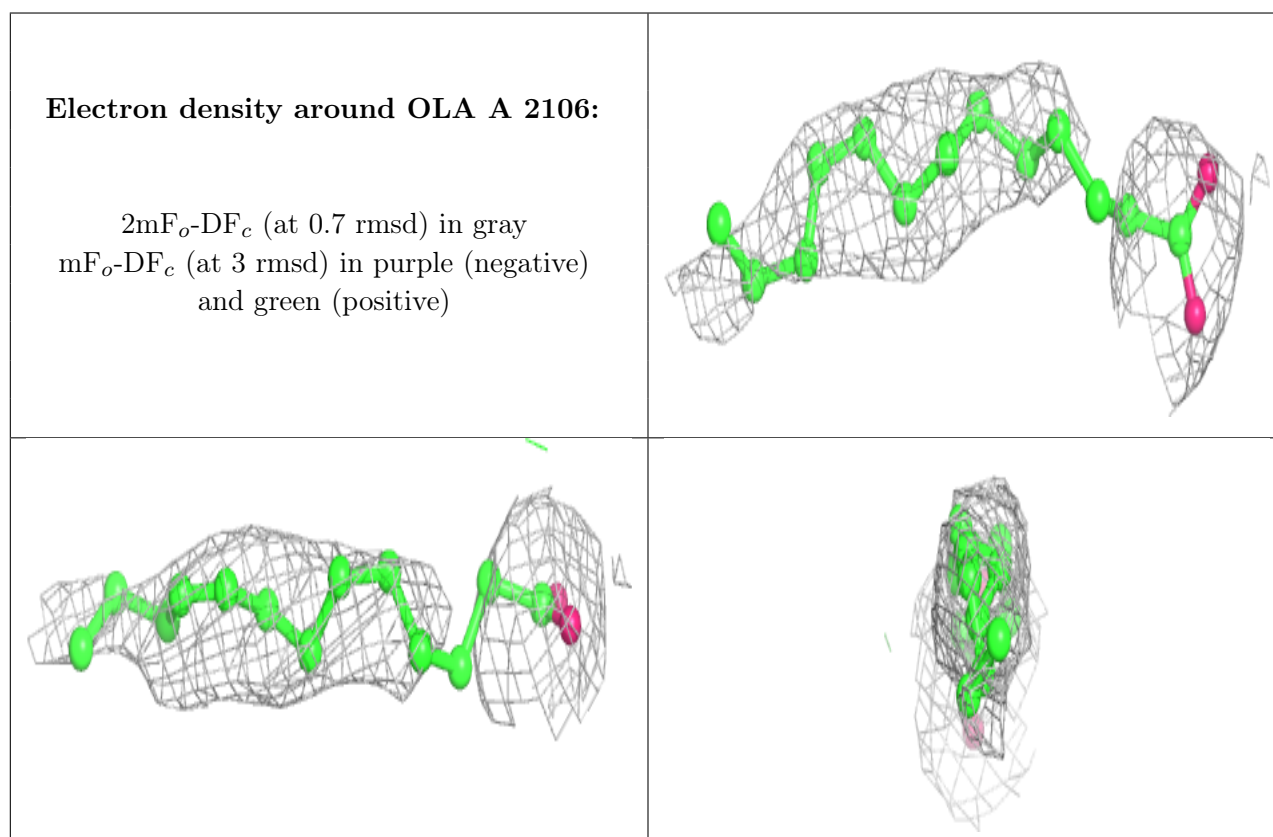 Electron density around OLA A 2106:
2mFo-DFc (at 0.7 rmsd) in gray
mFo-DFc (at 3 rmsd) in purple (negative)
and green (positive)